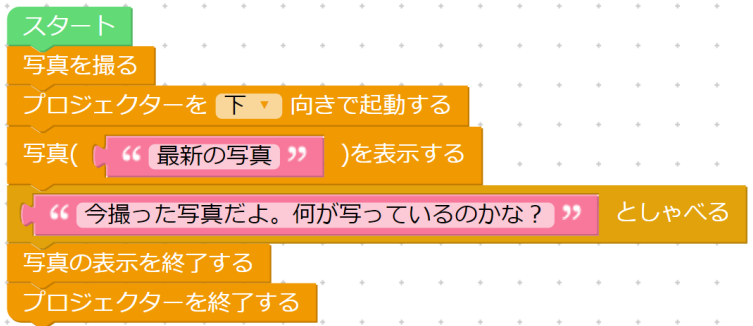 スタート
写真を撮る
プロジェクターを 下 向きで起動する
写真( “ 最新の写真 ” )を表示する
“ 今撮った写真だよ。何が写っているのかな? ” としゃべる
写真の表示を終了する
プロジェクターを終了する